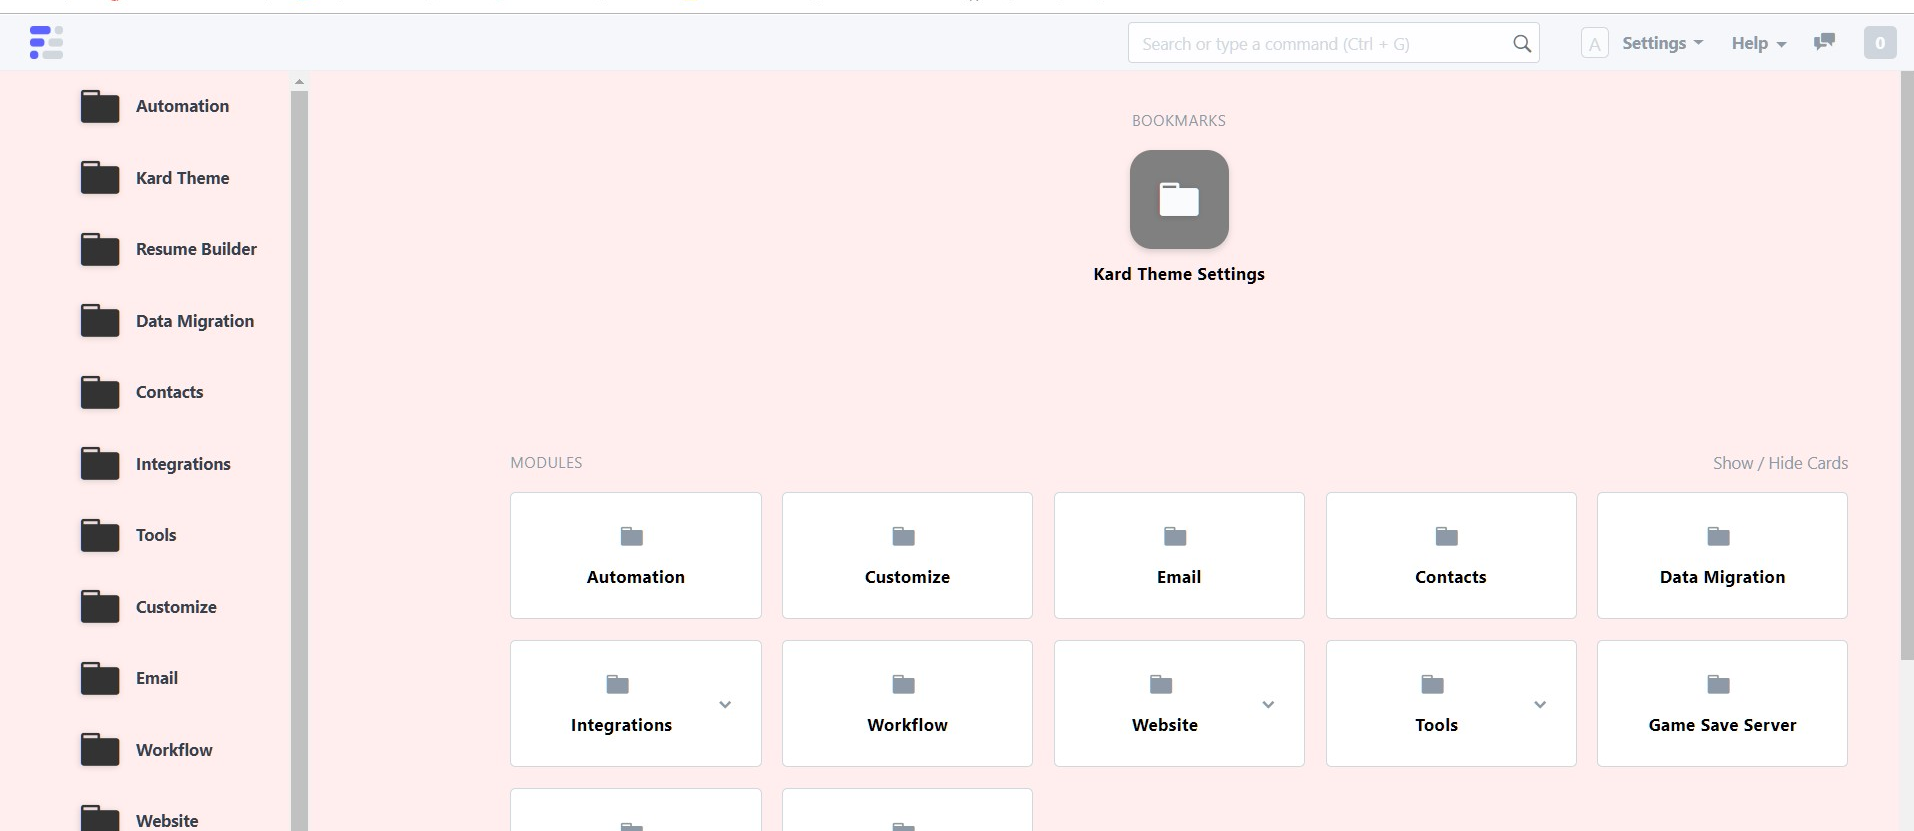 Search or type a command (Ctrl + G)
A
Settings
Help
0
Automation
Kard Theme
Resume Builder
Data Migration
Contacts
Integrations
Tools
Customize
Email
Workflow
Website
BOOKMARKS
Kard Theme Settings
MODULES
Show / Hide Cards
Automation
Customize
Email
Contacts
Data Migration
Integrations
Workflow
Website
Tools
Game Save Server